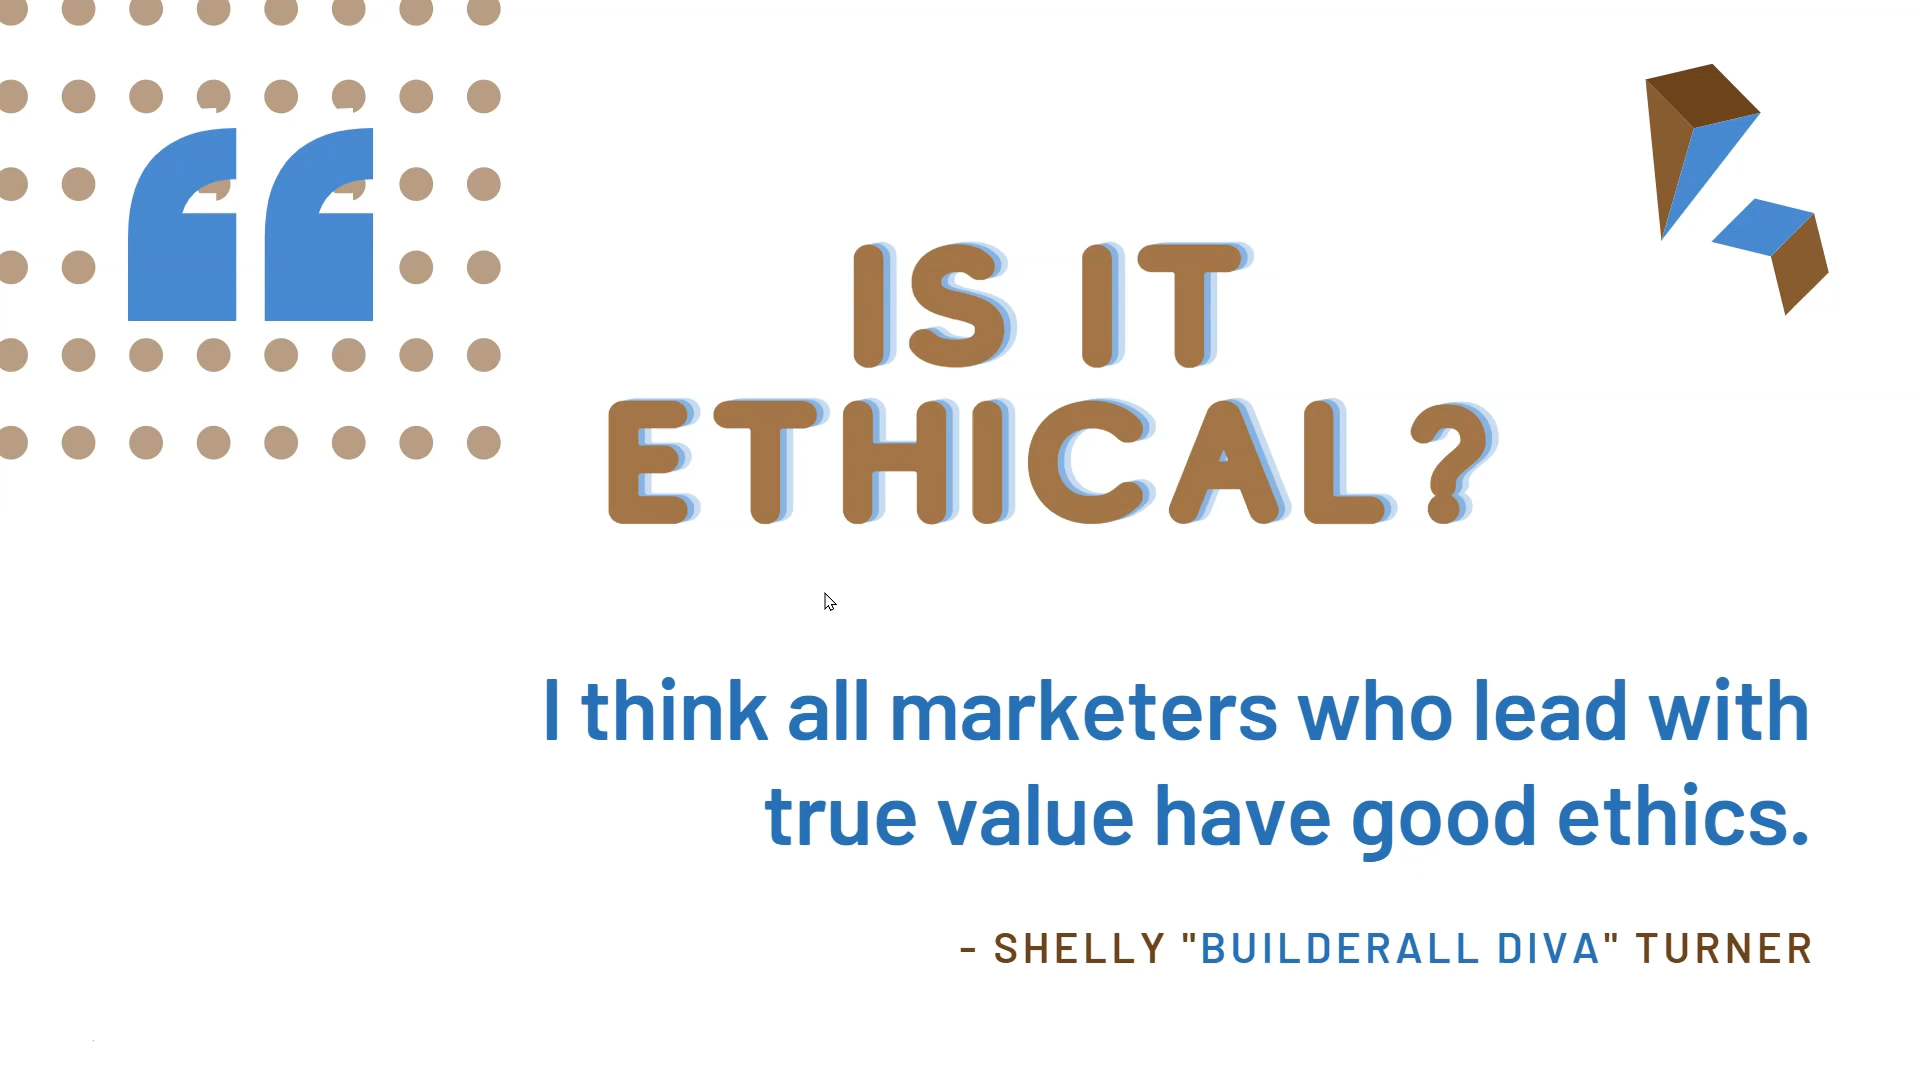 IS IT
ETHICAL?
I think all marketers who lead with
true value have good ethics.
- SHELLY "BUILDERALL DIVA" TURNER